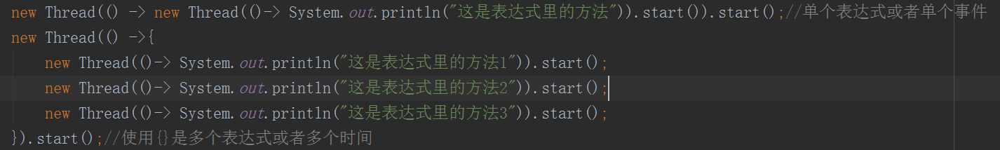 new Thread(() -> new Thread(()-> System.out.println("这是表达式里的方法")).start()).start();//单个表达式或者单个事件
new Thread(() ->{
new Thread(()-> System.out.println("这是表达式里的方法1")).start();
new Thread(()-> System.out.println("这是表达式里的方法2")).start();
new Thread(()-> System.out.println("这是表达式里的方法3")).start();
}).start();//使用{}是多个表达式或者多个时间